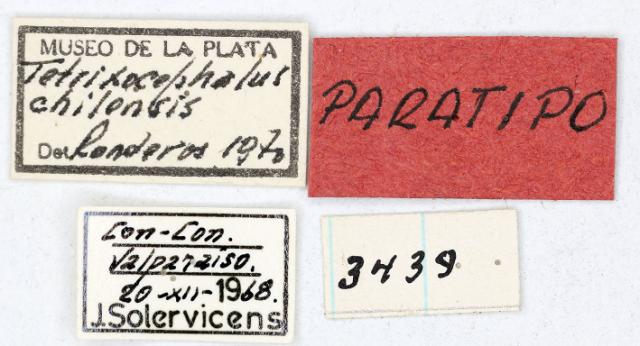 MUSEO DE LA PLATA
Tetrixocephalus
chilensis
Det Ronderos 1970
PARATIPO
Con-Con.
Valparaiso.
20-XII-1968.
J. Solervicens
3439